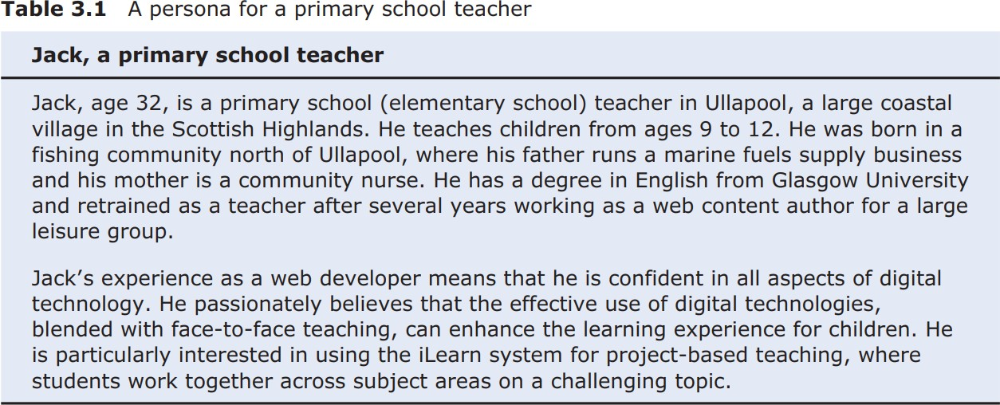 Table 3.1 A persona for a primary school teacher
Jack, a primary school teacher
Jack, age 32, is a primary school (elementary school) teacher in Ullapool, a large coastal
village in the Scottish Highlands. He teaches children from ages 9 to 12. He was born in a
fishing community north of Ullapool, where his father runs a marine fuels supply business
and his mother is a community nurse. He has a degree in English from Glasgow University
and retrained as a teacher after several years working as a web content author for a large
leisure group.
Jack’s experience as a web developer means that he is confident in all aspects of digital
technology. He passionately believes that the effective use of digital technologies,
blended with face-to-face teaching, can enhance the learning experience for children. He
is particularly interested in using the iLearn system for project-based teaching, where
students work together across subject areas on a challenging topic.